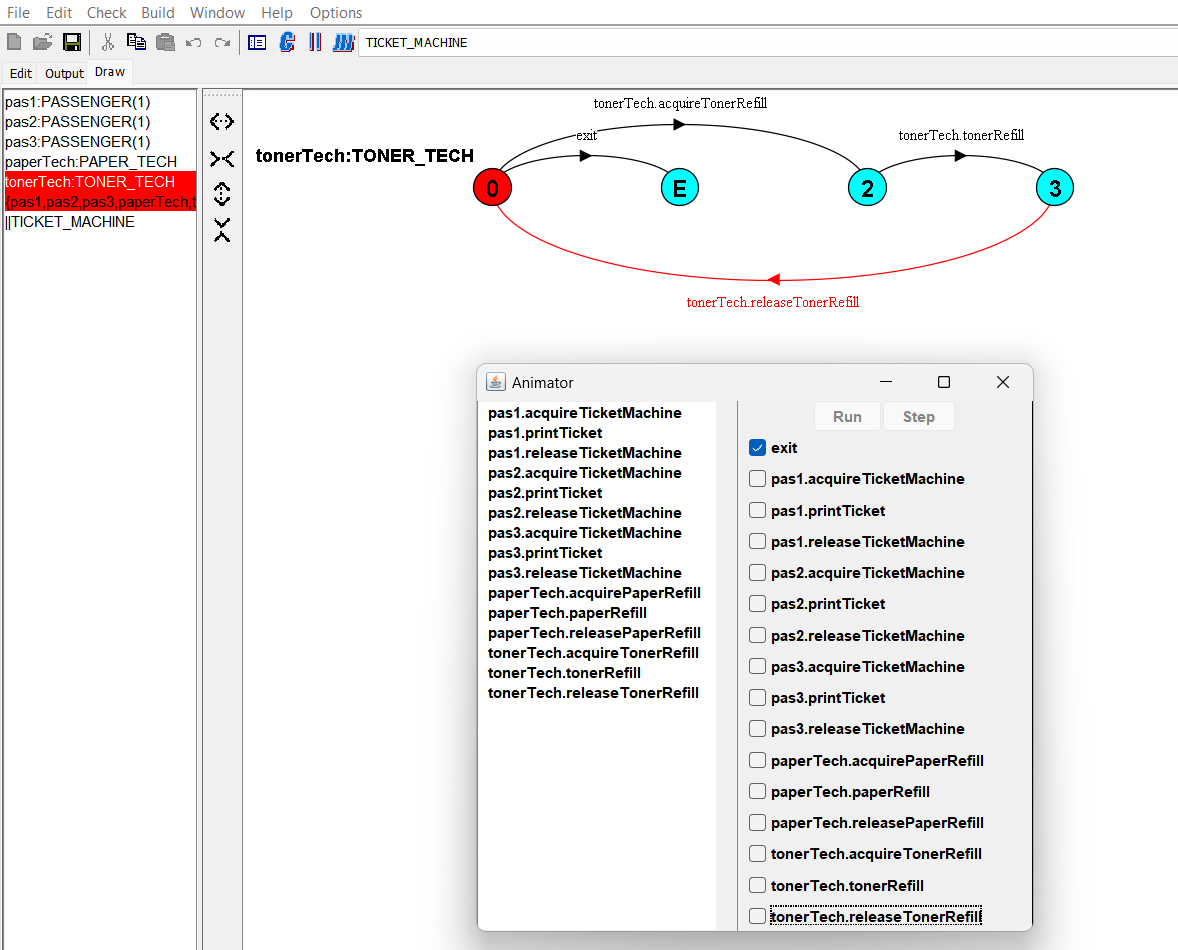 File Edit Check Build Window Help Options
TICKET_MACHINE
Edit Output Draw
pas1:PASSENGER(1)
pas2:PASSENGER(1)
pas3:PASSENGER(1)
paperTech:PAPER_TECH
tonerTech:TONER_TECH
{pas1,pas2,pas3,paperTech,t
||TICKET_MACHINE
tonerTech:TONER_TECH
tonerTech.acquireTonerRefill
exit
tonerTech.tonerRefill
0 E 2 3
tonerTech.releaseTonerRefill
Animator
pas1.acquireTicketMachine
pas1.printTicket
pas1.releaseTicketMachine
pas2.acquireTicketMachine
pas2.printTicket
pas2.releaseTicketMachine
pas3.acquireTicketMachine
pas3.printTicket
pas3.releaseTicketMachine
paperTech.acquirePaperRefill
paperTech.paperRefill
paperTech.releasePaperRefill
tonerTech.acquireTonerRefill
tonerTech.tonerRefill
tonerTech.releaseTonerRefill
Run Step
exit
pas1.acquireTicketMachine
pas1.printTicket
pas1.releaseTicketMachine
pas2.acquireTicketMachine
pas2.printTicket
pas2.releaseTicketMachine
pas3.acquireTicketMachine
pas3.printTicket
pas3.releaseTicketMachine
paperTech.acquirePaperRefill
paperTech.paperRefill
paperTech.releasePaperRefill
tonerTech.acquireTonerRefill
tonerTech.tonerRefill
tonerTech.releaseTonerRefill